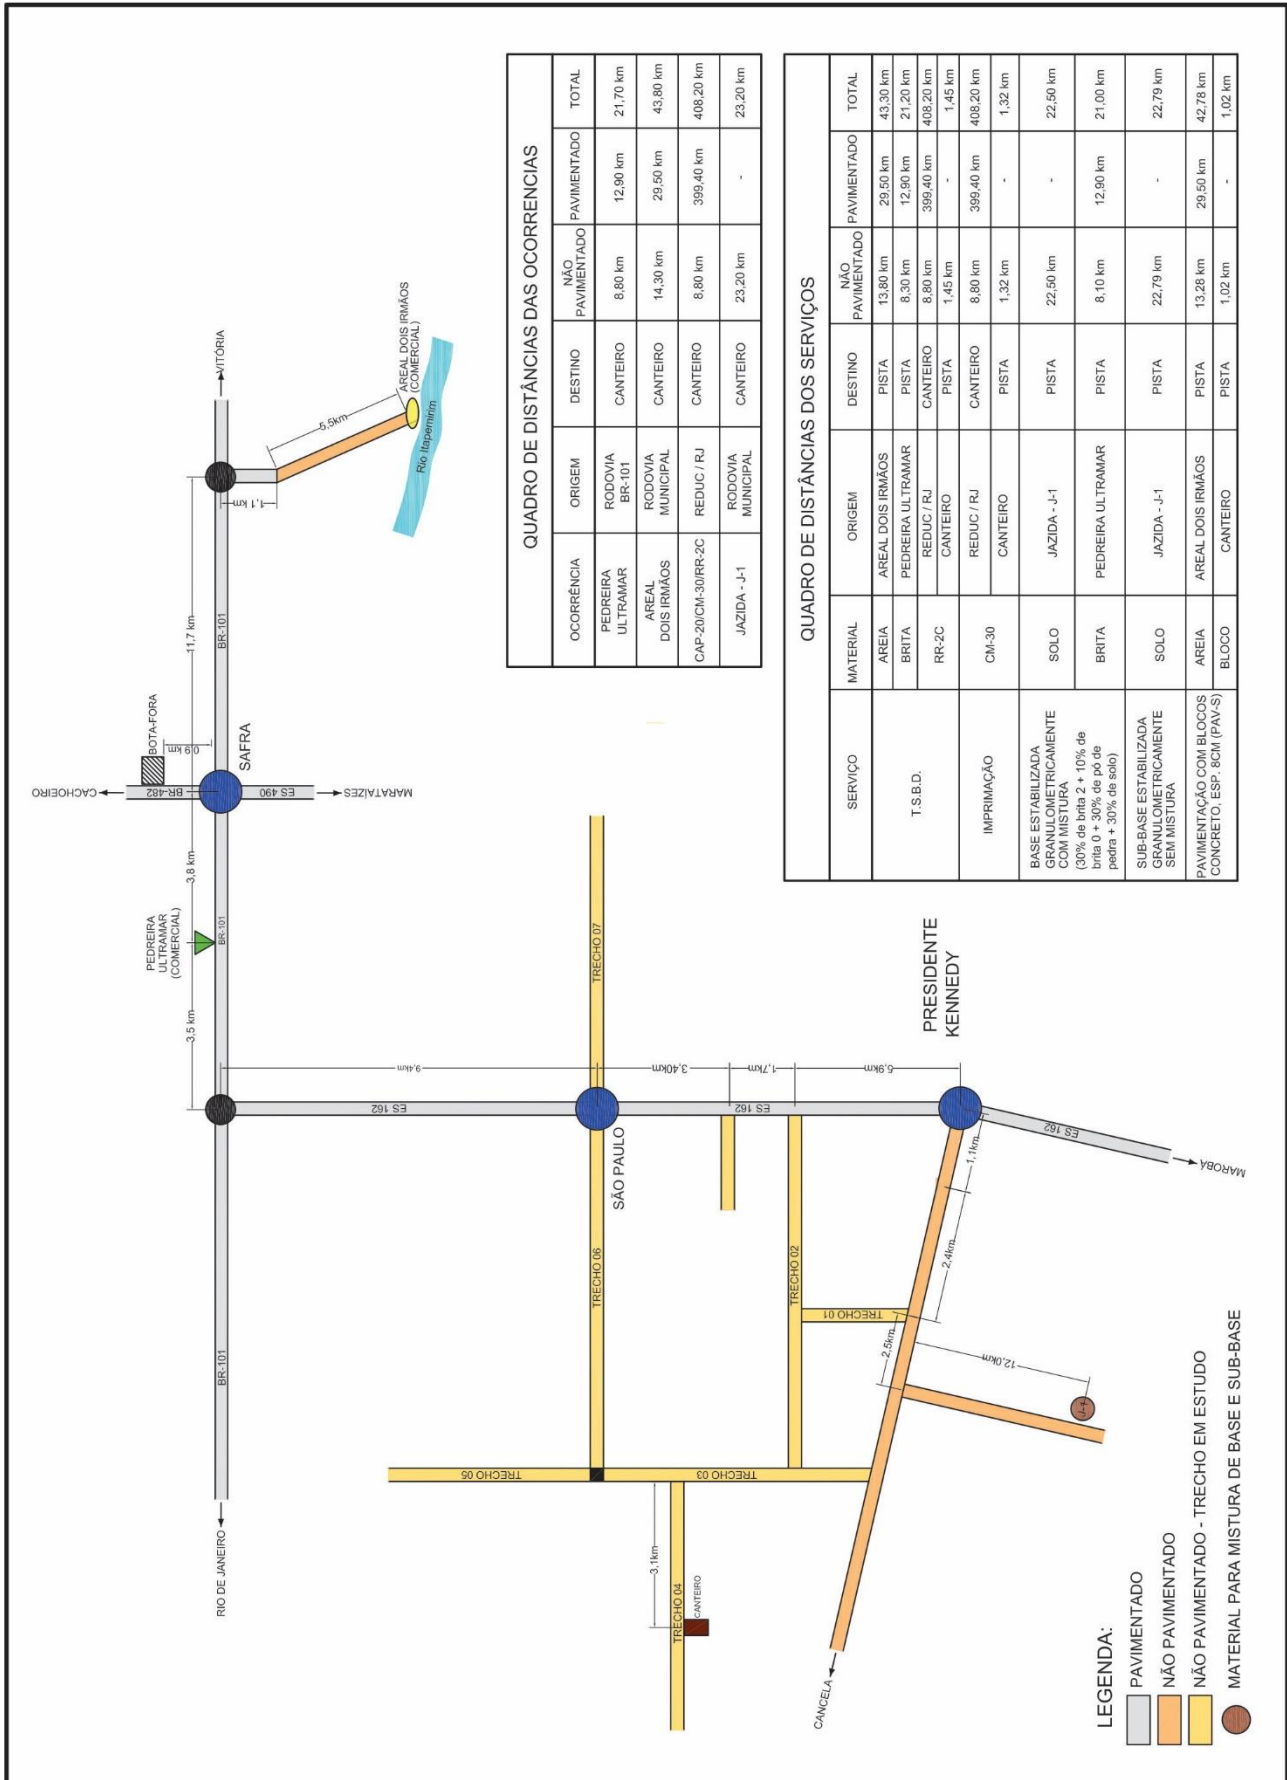 RIO DE JANEIRO
BR-101
3,5 km
PEDREIRA
ULTRAMAR
(COMERCIAL)
BR-101
3,8 km
CACHOEIRO
BR-482
BOTA-FORA
0,9 km
SAFRA
ES 490
MARATAÍZES
11,7 km
BR-101
1,1 km
VITÓRIA
5,5km
AREAL DOIS IRMÃOS
(COMERCIAL)
Rio Itapemirim
ES 162
9,4km
TRECHO 05
TRECHO 06
SÃO PAULO
TRECHO 07
3,40km
ES 162
1,7km
5,9km
TRECHO 03
3,1km
TRECHO 04
CANTEIRO
TRECHO 02
TRECHO 01
PRESIDENTE
KENNEDY
CANCELA
2,5km
2,4km
1,1km
12,0km
J-1
ES 162
MAROBÁ
LEGENDA:
PAVIMENTADO
NÃO PAVIMENTADO
NÃO PAVIMENTADO - TRECHO EM ESTUDO
MATERIAL PARA MISTURA DE BASE E SUB-BASE
QUADRO DE DISTÂNCIAS DAS OCORRENCIAS
OCORRÊNCIA ORIGEM DESTINO NÃO PAVIMENTADO PAVIMENTADO TOTAL
PEDREIRA ULTRAMAR RODOVIA BR-101 CANTEIRO 8,80 km 12,90 km 21,70 km
AREAL DOIS IRMÃOS RODOVIA MUNICIPAL CANTEIRO 14,30 km 29,50 km 43,80 km
CAP-20/CM-30/RR-2C REDUC / RJ CANTEIRO 8,80 km 399,40 km 408,20 km
JAZIDA - J-1 RODOVIA MUNICIPAL CANTEIRO 23,20 km - 23,20 km
QUADRO DE DISTÂNCIAS DOS SERVIÇOS
SERVIÇO MATERIAL ORIGEM DESTINO NÃO PAVIMENTADO PAVIMENTADO TOTAL
T.S.B.D. AREIA AREAL DOIS IRMÃOS PISTA 13,80 km 29,50 km 43,30 km
BRITA PEDREIRA ULTRAMAR PISTA 8,30 km 12,90 km 21,20 km
RR-2C REDUC / RJ CANTEIRO 8,80 km 399,40 km 408,20 km
CANTEIRO PISTA 1,45 km - 1,45 km
IMPRIMAÇÃO CM-30 REDUC / RJ CANTEIRO 8,80 km 399,40 km 408,20 km
CANTEIRO PISTA 1,32 km - 1,32 km
BASE ESTABILIZADA
GRANULOMETRICAMENTE
COM MISTURA
(30% de brita 2 + 10% de
brita 0 + 30% de pó de
pedra + 30% de solo)
SOLO JAZIDA - J-1 PISTA 22,50 km - 22,50 km
BRITA PEDREIRA ULTRAMAR PISTA 8,10 km 12,90 km 21,00 km
SUB-BASE ESTABILIZADA
GRANULOMETRICAMENTE
SEM MISTURA
SOLO JAZIDA - J-1 PISTA 22,79 km - 22,79 km
PAVIMENTAÇÃO COM BLOCOS
CONCRETO, ESP. 8CM (PAV-S)
AREIA AREAL DOIS IRMÃOS PISTA 13,28 km 29,50 km 42,78 km
BLOCO CANTEIRO PISTA 1,02 km - 1,02 km